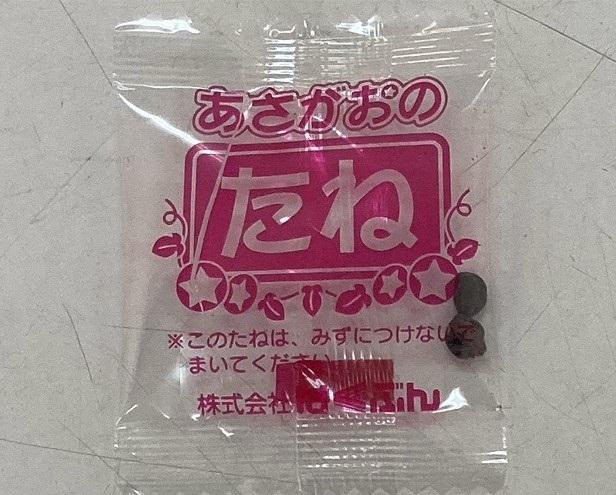 あさがおの
たね
※このたねは、みずにつけないで
まいてください
株式会社